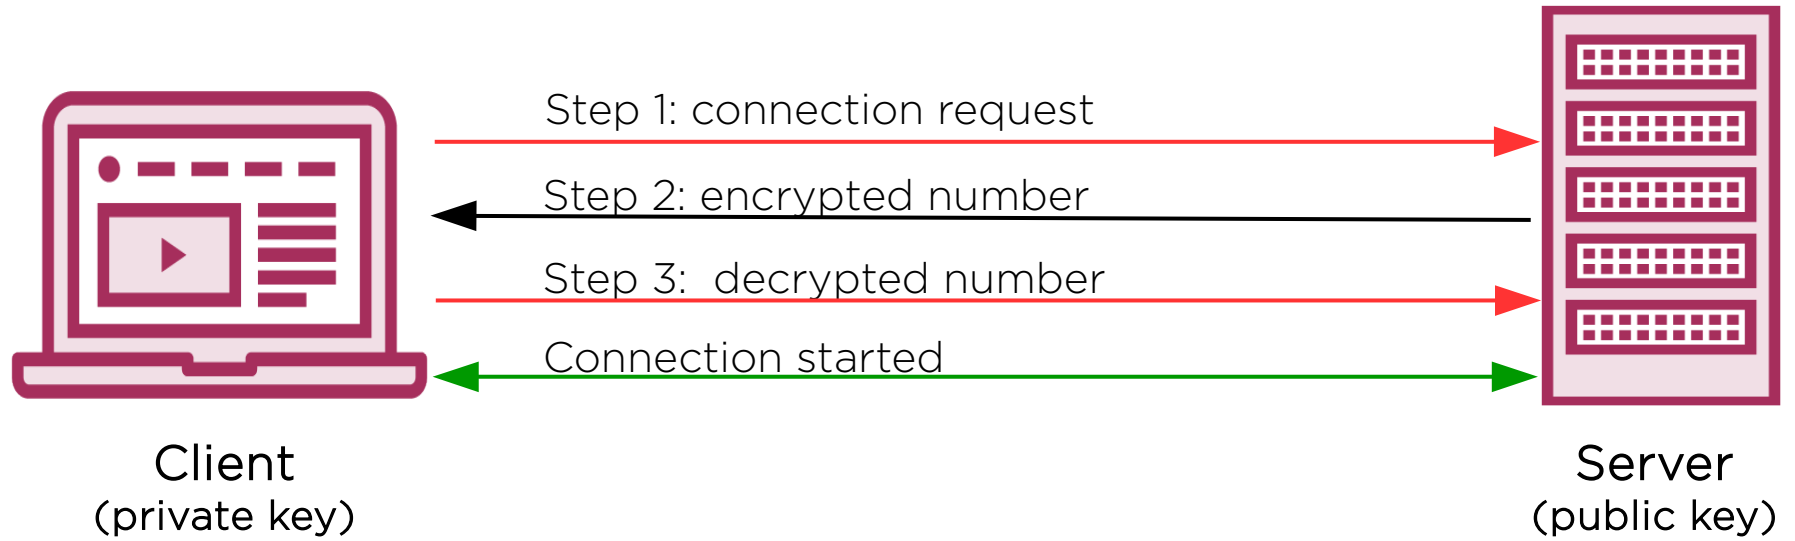 Step 1: connection request
Step 2: encrypted number
Step 3:  decrypted number
Connection started
Client
(private key)
Server
(public key)